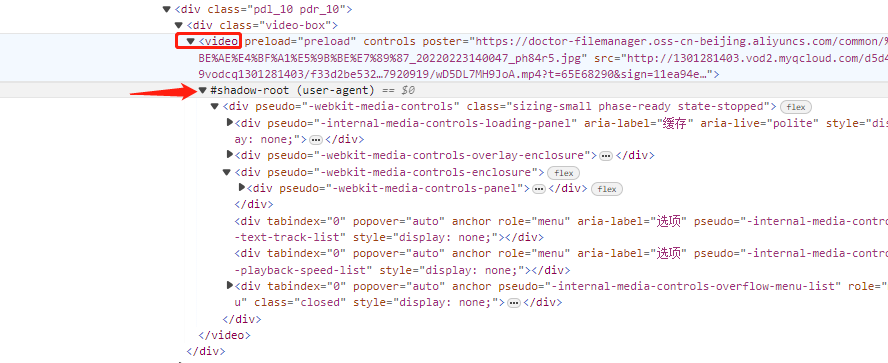 ▼<div class="pdl_10 pdr_10">
▼<div class="video-box">
▼<video preload="preload" controls poster="https://doctor-filemanager.oss-cn-beijing.aliyuncs.com/common/%
BE%AE%E4%BF%A1%E5%9B%BE%E7%89%87_20220223140047_ph84r5.jpg" src="http://1301281403.vod2.myqcloud.com/d5d4
9vodcq1301281403/f33d2be532…7920919/wD5DL7MH9JoA.mp4?t=65E68290&sign=11ea94e…">
▼#shadow-root (user-agent) == $0
▼<div pseudo="-webkit-media-controls" class="sizing-small phase-ready state-stopped"> flex
▶<div pseudo="-internal-media-controls-loading-panel" aria-label="缓存" aria-live="polite" style="dis
ay: none;">…</div>
▶<div pseudo="-webkit-media-controls-overlay-enclosure">…</div>
▼<div pseudo="-webkit-media-controls-enclosure"> flex
▶<div pseudo="-webkit-media-controls-panel">…</div> flex
</div>
<div tabindex="0" popover="auto" anchor role="menu" aria-label="选项" pseudo="-internal-media-contro
-text-track-list" style="display: none;"></div>
<div tabindex="0" popover="auto" anchor role="menu" aria-label="选项" pseudo="-internal-media-contro
-playback-speed-list" style="display: none;"></div>
▶<div tabindex="0" popover="auto" anchor pseudo="-internal-media-controls-overflow-menu-list" role="
u" class="closed" style="display: none;">…</div>
</div>
</video>
</div>